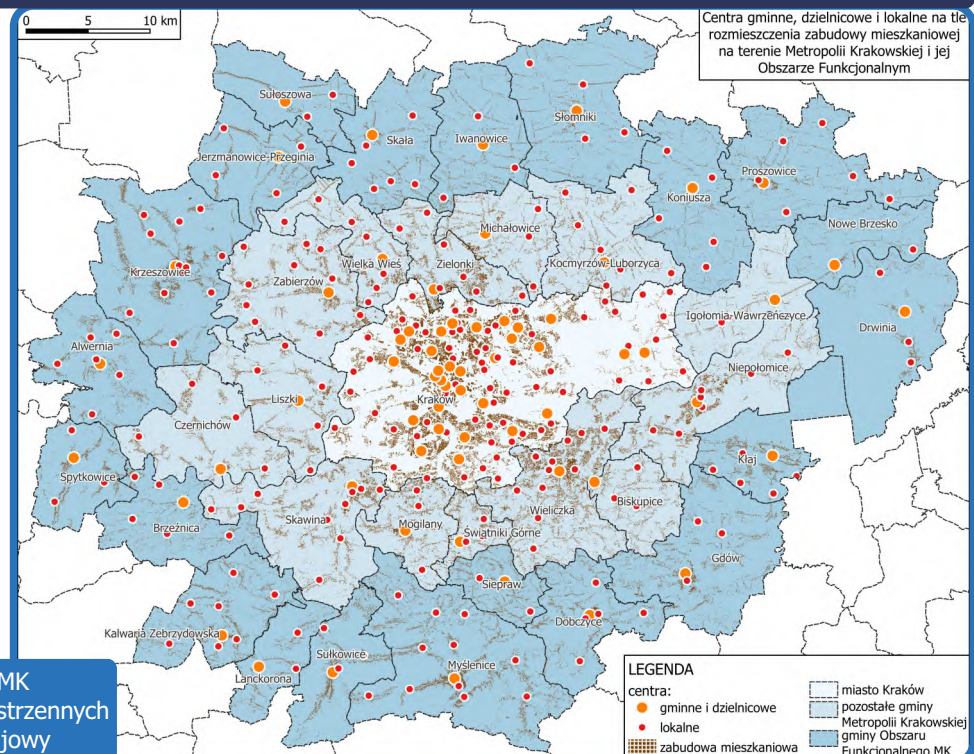 0 5 10 km
Centra gminne, dzielnicowe i lokalne na tle
rozmieszczenia zabudowy mieszkaniowej
na terenie Metropolii Krakowskiej i jej
Obszarze Funkcjonalnym
Sułoszowa
Słomniki
Skała
Iwanowice
Jerzmanowice-Przeginia
Proszowice
Koniusza
Nowe Brzesko
Michałowice
Wielka Wieś
Zielonki
Kocmyrzów-Luborzyca
Krzeszowice
Zabierzów
Igołomia-Wawrzeńczyce
Drwinia
Alwernia
Niepołomice
Liszki
Kraków
Czernichów
Kłaj
Spytkowice
Biskupice
Wieliczka
Brzeźnica
Skawina
Mogilany
Świątniki Górne
Gdów
Siepraw
Dobczyce
Kalwaria Zebrzydowska
Sułkowice
Myślenice
Lanckorona
MK
strzennych
jowy
LEGENDA
centra:
gminne i dzielnicowe
lokalne
zabudowa mieszkaniowa
miasto Kraków
pozostałe gminy
Metropolii Krakowskiej
gminy Obszaru
Funkcjonalnego MK